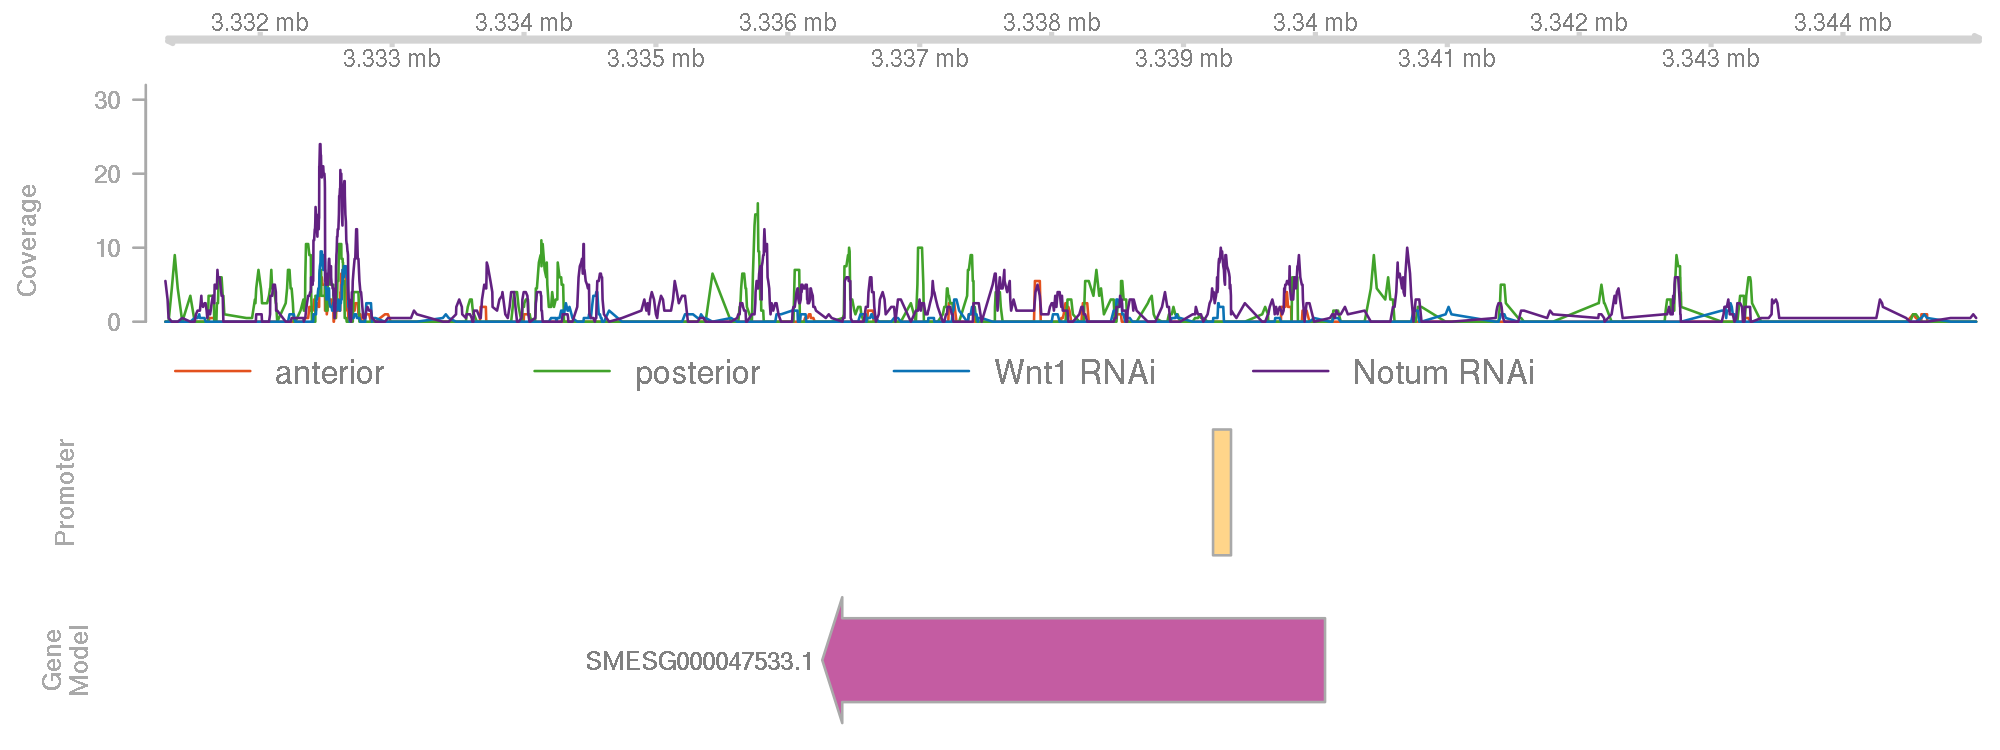 3.332 mb 3.334 mb 3.336 mb 3.338 mb 3.34 mb 3.342 mb 3.344 mb
3.333 mb 3.335 mb 3.337 mb 3.339 mb 3.341 mb 3.343 mb
30
20
10
0
Coverage
anterior posterior Wnt1 RNAi Notum RNAi
Promoter
Gene
Model
SMESG000047533.1